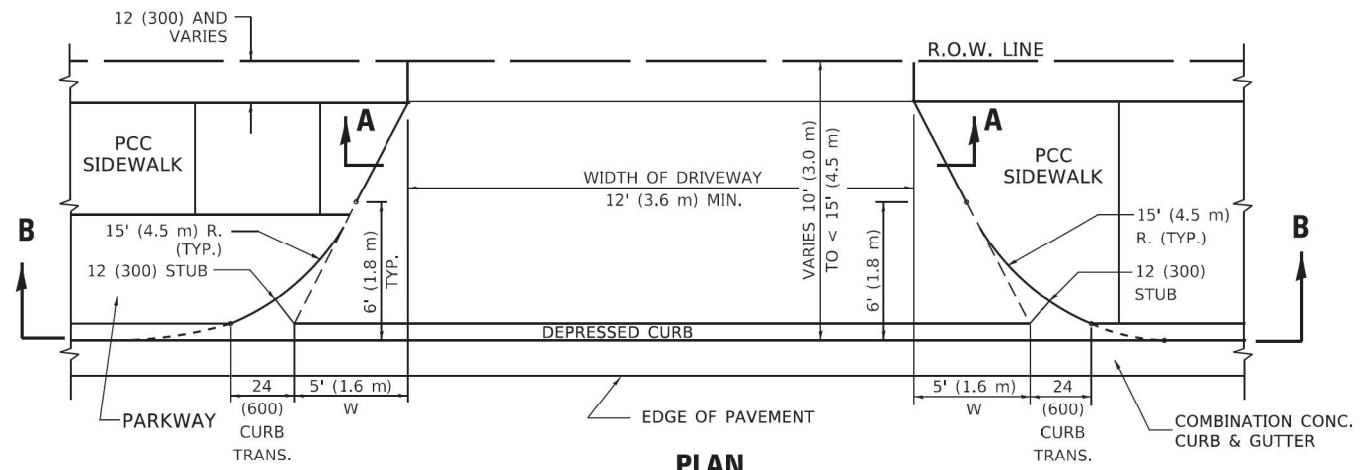 12 (300) AND
VARIES
R.O.W. LINE
A
A
PCC
SIDEWALK
PCC
SIDEWALK
WIDTH OF DRIVEWAY
12' (3.6 m) MIN.
VARIES 10' (3.0 m)
TO < 15' (4.5 m)
B
B
15' (4.5 m) R.
(TYP.)
12 (300) STUB
6' (1.8 m)
TYP.
6' (1.8 m)
15' (4.5 m)
R. (TYP.)
12 (300)
STUB
DEPRESSED CURB
24
(600)
CURB
TRANS.
5' (1.6 m)
W
5' (1.6 m)
W
24
(600)
CURB
TRANS.
PARKWAY
EDGE OF PAVEMENT
COMBINATION CONC.
CURB & GUTTER
PLAN